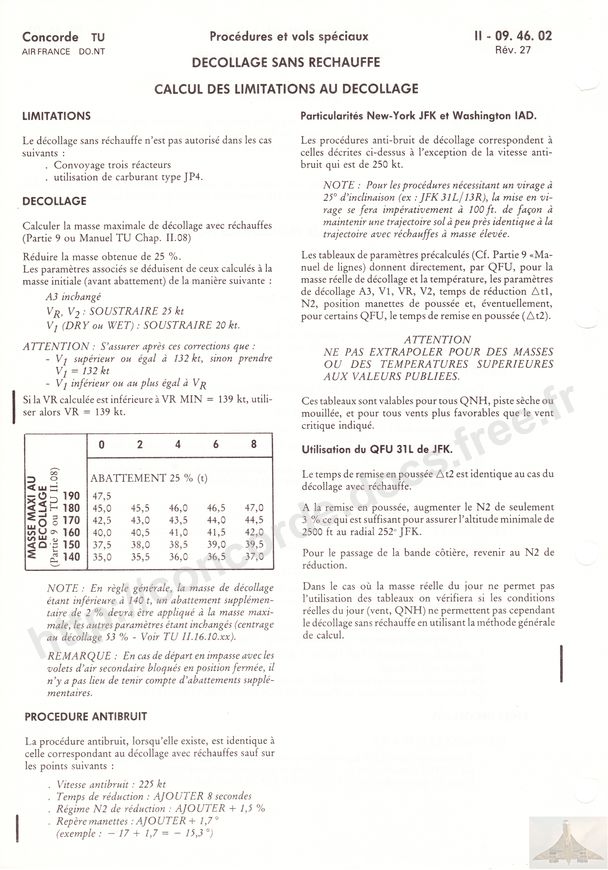 Concorde TU
AIR FRANCE DO.NT
Procédures et vols spéciaux
II - 09. 46. 02
Rév. 27
DECOLLAGE SANS RECHAUFFE
CALCUL DES LIMITATIONS AU DECOLLAGE
LIMITATIONS
Le décollage sans réchauffe n'est pas autorisé dans les cas
suivants :
. Convoyage trois réacteurs
. utilisation de carburant type JP4.
DECOLLAGE
Calculer la masse maximale de décollage avec réchauffes
(Partie 9 ou Manuel TU Chap. II.08)
Réduire la masse obtenue de 25 %.
Les paramètres associés se déduisent de ceux calculés à la
masse initiale (avant abattement) de la manière suivante :
A3 inchangé
VR, V2 : SOUSTRAIRE 25 kt
V1 (DRY ou WET) : SOUSTRAIRE 20 kt.
ATTENTION : S'assurer après ces corrections que :
- V1 supérieur ou égal à 132 kt, sinon prendre
V1 = 132 kt
- V1 inférieur ou au plus égal à VR
Si la VR calculée est inférieure à VR MIN = 139 kt, utili-
ser alors VR = 139 kt.
MASSE MAXI AU
DECOLLAGE
(Partie 9 ou TU II.08)
0 2 4 6 8
ABATTEMENT 25 % (t)
190 47,5
180 45,0 45,5 46,0 46,5 47,0
170 42,5 43,0 43,5 44,0 44,5
160 40,0 40,5 41,0 41,5 42,0
150 37,5 38,0 38,5 39,0 39,5
140 35,0 35,5 36,0 36,5 37,0
NOTE : En règle générale, la masse de décollage
étant inférieure à 140 t, un abattement supplémen-
taire de 2 % devra être appliqué à la masse maxi-
male, les autres paramètres étant inchangés (centrage
au décollage 53 % - Voir TU II.16.10.xx).
REMARQUE : En cas de départ en impasse avec les
volets d'air secondaire bloqués en position fermée, il
n'y a pas lieu de tenir compte d'abattements supplé-
mentaires.
PROCEDURE ANTIBRUIT
La procédure antibruit, lorsqu'elle existe, est identique à
celle correspondant au décollage avec réchauffes sauf sur
les points suivants :
. Vitesse antibruit : 225 kt
. Temps de réduction : AJOUTER 8 secondes
. Régime N2 de réduction : AJOUTER + 1,5 %
. Repère manettes : AJOUTER + 1,7 °
(exemple : - 17 + 1,7 = - 15,3 °)
Particularités New-York JFK et Washington IAD.
Les procédures anti-bruit de décollage correspondent à
celles décrites ci-dessus à l'exception de la vitesse anti-
bruit qui est de 250 kt.
NOTE : Pour les procédures nécessitant un virage à
25° d'inclinaison (ex : JFK 31L/13R), la mise en vi-
rage se fera impérativement à 100 ft. de façon à
maintenir une trajectoire sol à peu près identique à la
trajectoire avec réchauffes à masse élevée.
Les tableaux de paramètres précalculés (Cf. Partie 9 «Ma-
nuel de lignes) donnent directement, par QFU, pour la
masse réelle de décollage et la température, les paramètres
de décollage A3, V1, VR, V2, temps de réduction △t1,
N2, position manettes de poussée et, éventuellement,
pour certains QFU, le temps de remise en poussée (△t2).
ATTENTION
NE PAS EXTRAPOLER POUR DES MASSES
OU DES TEMPERATURES SUPERIEURES
AUX VALEURS PUBLIEES.
Ces tableaux sont valables pour tous QNH, piste sèche ou
mouillée, et pour tous vents plus favorables que le vent
critique indiqué.
Utilisation du QFU 31L de JFK.
Le temps de remise en poussée △t2 est identique au cas du
décollage avec réchauffe.
A la remise en poussée, augmenter le N2 de seulement
3 % ce qui est suffisant pour assurer l'altitude minimale de
2500 ft au radial 252° JFK.
Pour le passage de la bande côtière, revenir au N2 de
réduction.
Dans le cas où la masse réelle du jour ne permet pas
l'utilisation des tableaux on vérifiera si les conditions
réelles du jour (vent, QNH) ne permettent pas cependant
le décollage sans réchauffe en utilisant la méthode générale
de calcul.
http://concorde-docs.free.fr